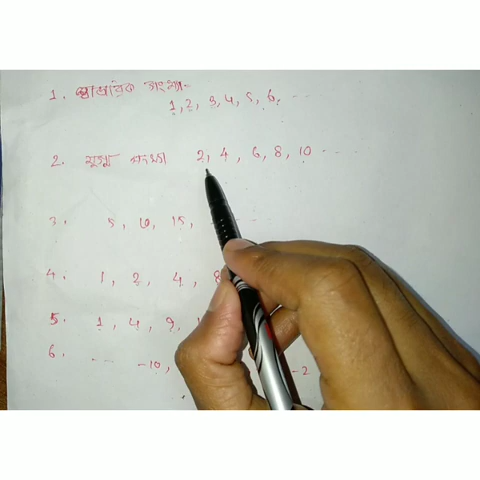 1. স্বাভাবিক সংখ্যা-
1, 2, 3, 4, 5, 6, ....
2. যুগ্ম সংখ্যা 2, 4, 6, 8, 10 .....
3. 5, 15, ...
4. 1, 2, 4, 8
5. 1, 4, 9,
6. ... -10, -2